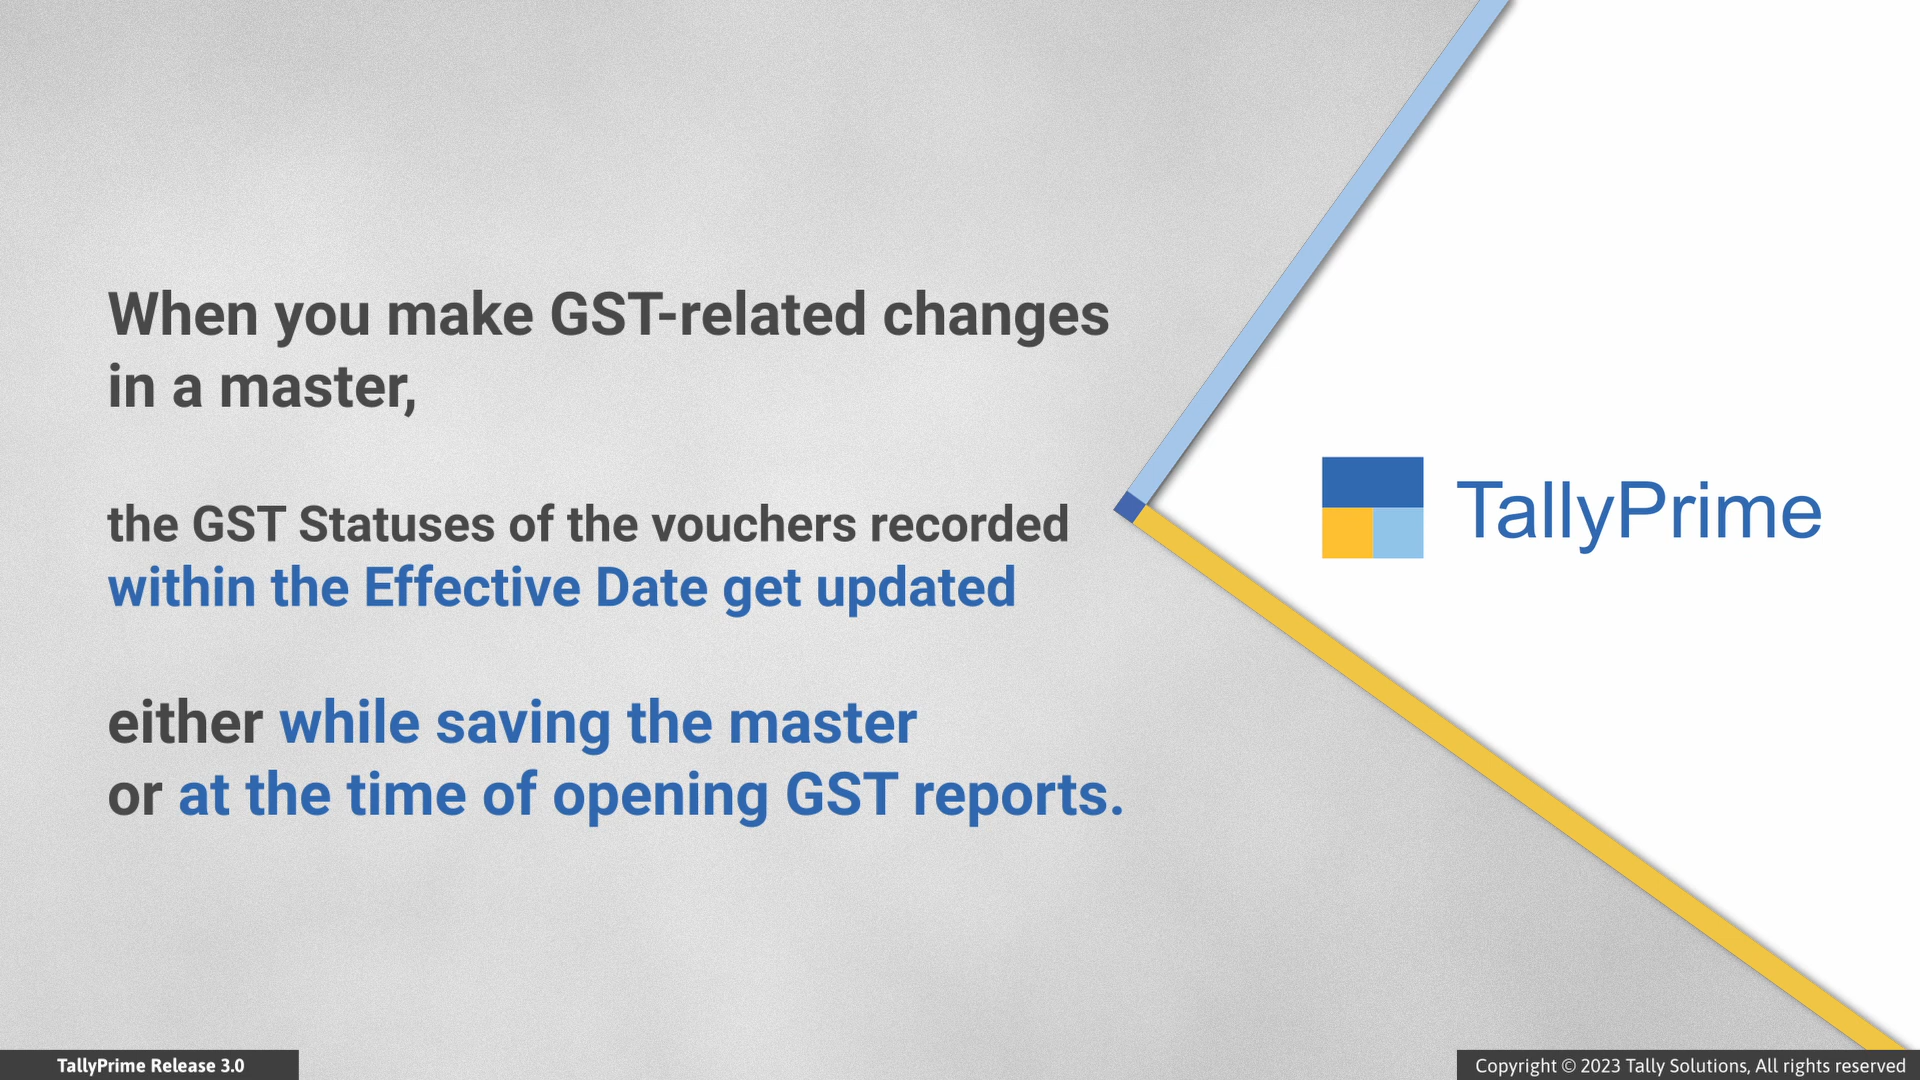 When you make GST-related changes
in a master,
the GST Statuses of the vouchers recorded
within the Effective Date get updated
either while saving the master
or at the time of opening GST reports.
TallyPrime
TallyPrime Release 3.0
Copyright © 2023 Tally Solutions, All rights reserved